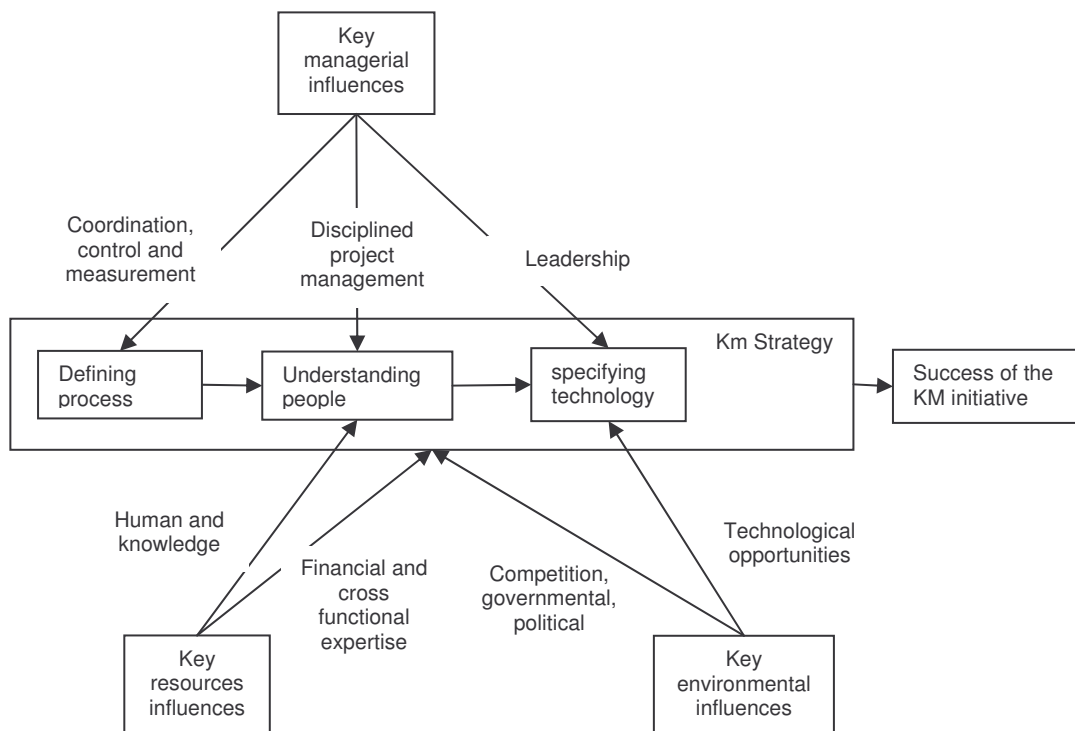 Key
managerial
influences
Coordination,
control and
measurement
Disciplined
project
management
Leadership
Km Strategy
Defining
process
Understanding
people
specifying
technology
Success of the
KM initiative
Human and
knowledge
Financial and
cross
functional
expertise
Competition,
governmental,
political
Technological
opportunities
Key
resources
influences
Key
environmental
influences